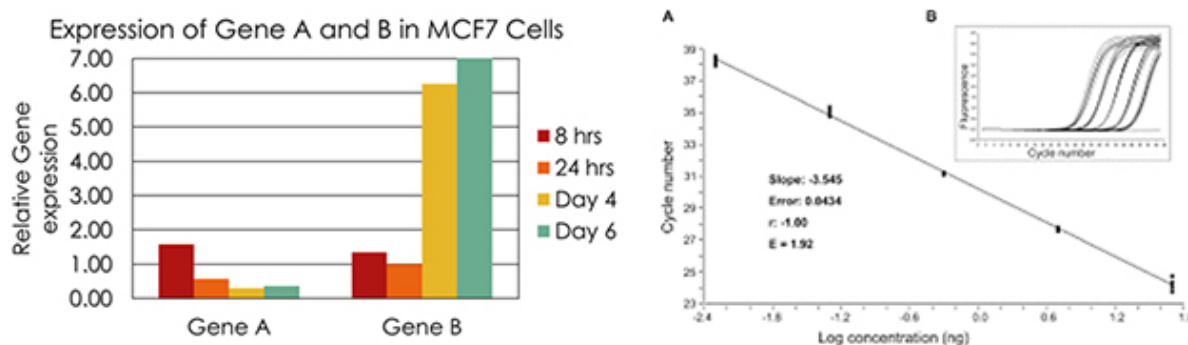 Expression of Gene A and B in MCF7 Cells
Relative Gene
expression
7.00
6.00
5.00
4.00
3.00
2.00
1.00
0.00
Gene A
Gene B
8 hrs
24 hrs
Day 4
Day 6
A
Cycle number
39
37
35
33
31
29
27
25
23
Slope: -3.545
Error: 0.0434
r: -1.00
E = 1.92
-2.4
-1.8
-1.2
-0.6
0.0
0.6
1.2
1.8
Log concentration (ng)
B
Fluorescence
Cycle number